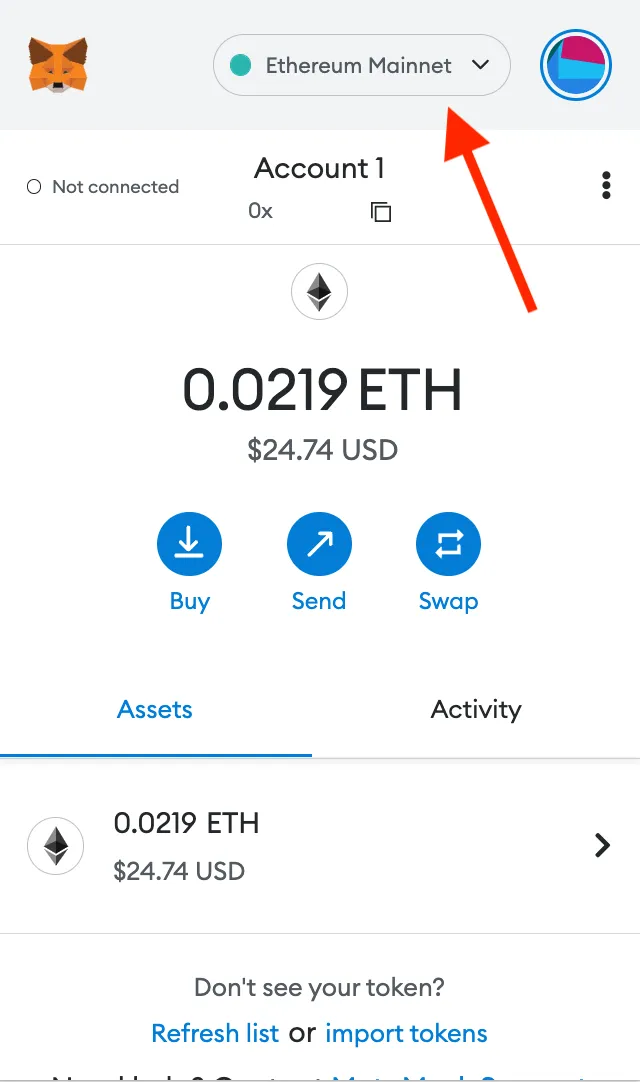 Ethereum Mainnet
Not connected
Account 1
0x
0.0219 ETH
$24.74 USD
Buy Send Swap
Assets Activity
0.0219 ETH
$24.74 USD
Don't see your token?
Refresh list or import tokens